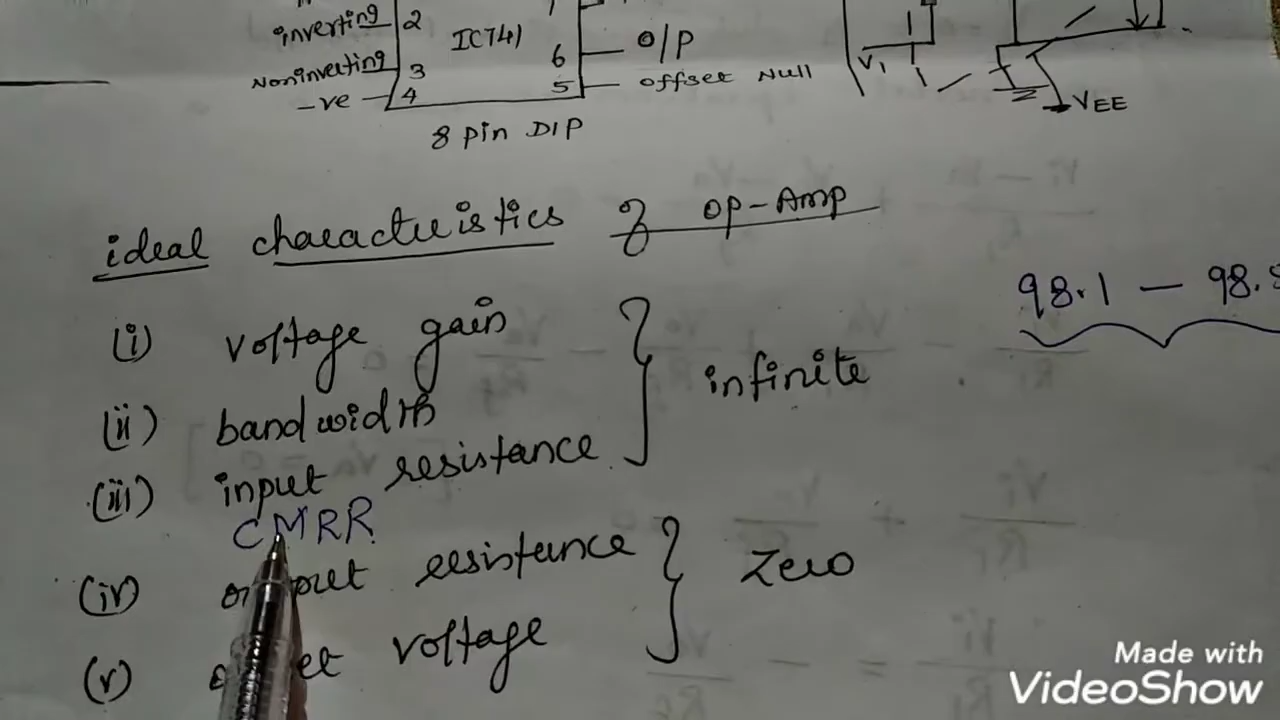 inverting 2 IC741
6 O/P
Noninverting 3
5 offset Null
-ve 4
8 pin DIP
V1
VEE
ideal characteristics of OP-Amp
98.1 — 98.
(i) voltage gain
(ii) bandwidth
infinite
(iii) input resistance
CMRR
(iv) output resistance
Zero
(v) offset voltage
Made with
VideoShow